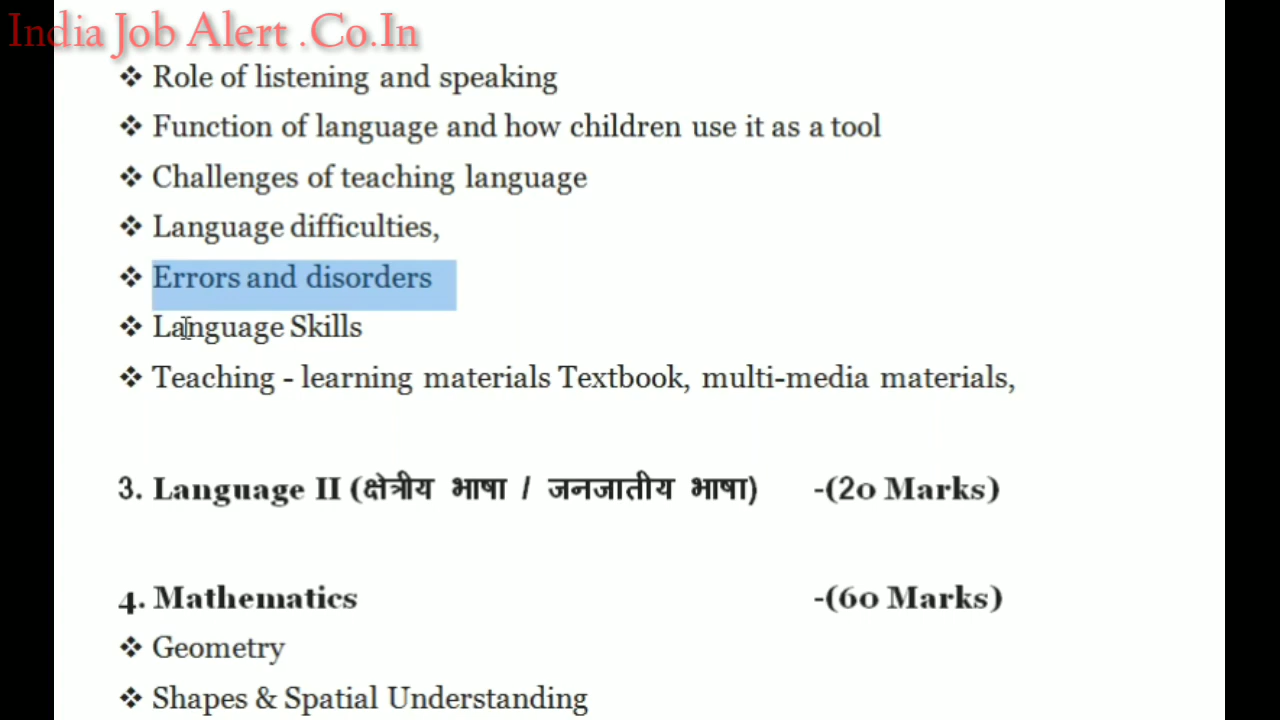 India Job Alert .Co.In
❖ Role of listening and speaking
❖ Function of language and how children use it as a tool
❖ Challenges of teaching language
❖ Language difficulties,
❖ Errors and disorders
❖ Language Skills
❖ Teaching - learning materials Textbook, multi-media materials,
3. Language II (क्षेत्रीय भाषा / जनजातीय भाषा) -(20 Marks)
4. Mathematics -(60 Marks)
❖ Geometry
❖ Shapes & Spatial Understanding